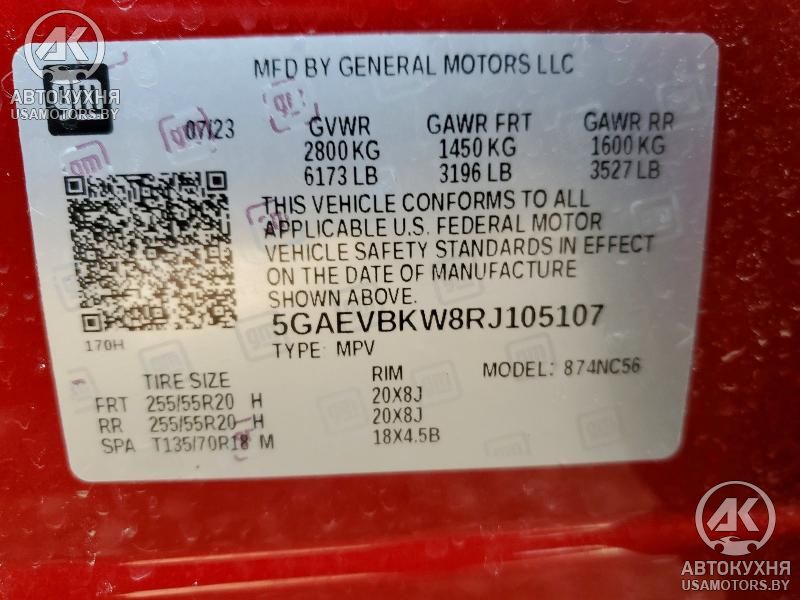 AK
АВТОКУХНЯ
USAMOTORS.BY
gm
MFD BY GENERAL MOTORS LLC
07/23 GVWR GAWR FRT GAWR RR
2800 KG 1450 KG 1600 KG
6173 LB 3196 LB 3527 LB
THIS VEHICLE CONFORMS TO ALL
APPLICABLE U.S. FEDERAL MOTOR
VEHICLE SAFETY STANDARDS IN EFFECT
ON THE DATE OF MANUFACTURE
SHOWN ABOVE.
5GAEVBKW8RJ105107
170H
TYPE: MPV MODEL: 874NC56
TIRE SIZE RIM
FRT 255/55R20 H 20X8J
RR 255/55R20 H 20X8J
SPA T135/70R18 M 18X4.5B
AK
АВТОКУХНЯ
USAMOTORS.BY